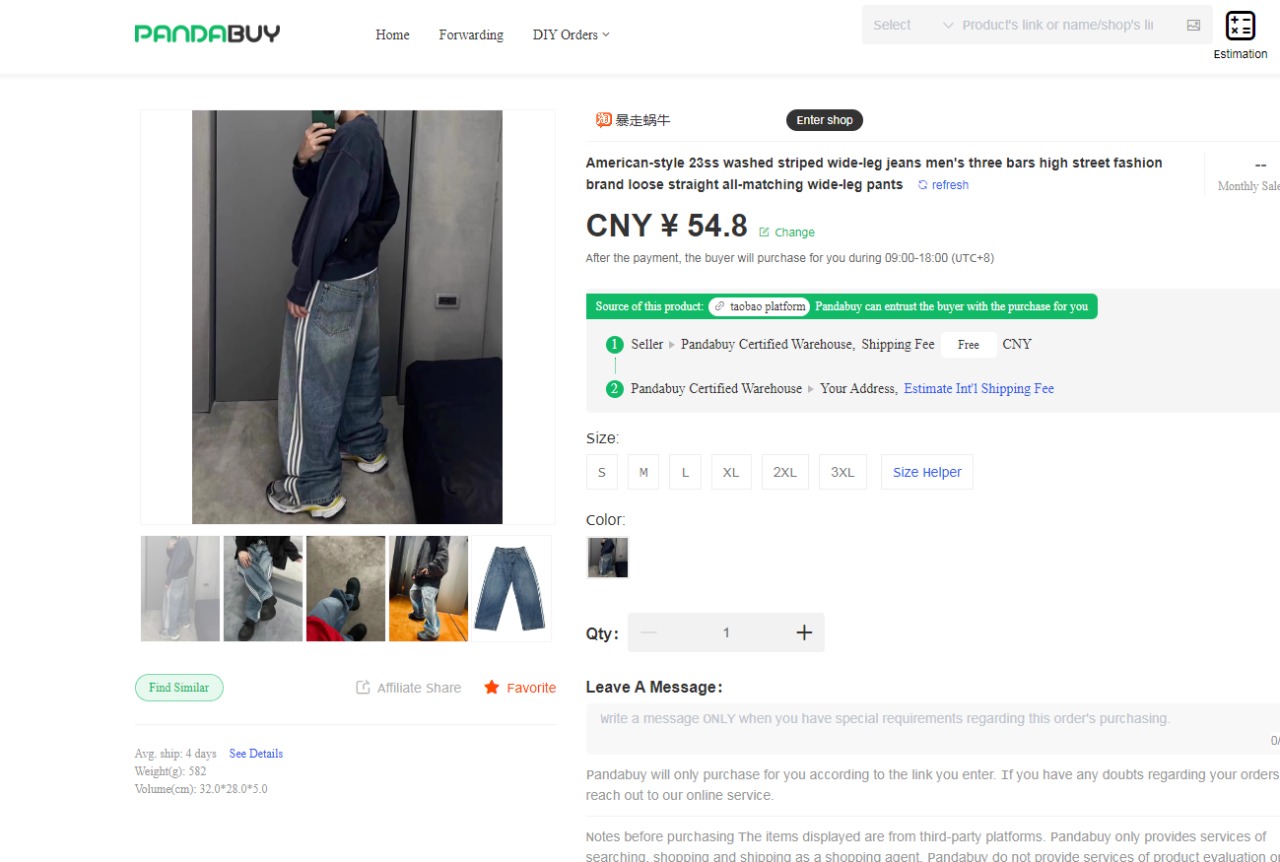 PANDABUY
Home
Forwarding
DIY Orders
Select
Product's link or name/shop's lin
Estimation
淘 暴走蜗牛
Enter shop
American-style 23ss washed striped wide-leg jeans men's three bars high street fashion
brand loose straight all-matching wide-leg pants
refresh
--
Monthly Sale
CNY ¥ 54.8
Change
After the payment, the buyer will purchase for you during 09:00-18:00 (UTC+8)
Source of this product: taobao platform Pandabuy can entrust the buyer with the purchase for you
1 Seller Pandabuy Certified Warehouse, Shipping Fee Free CNY
2 Pandabuy Certified Warehouse Your Address, Estimate Int'l Shipping Fee
Size:
S M L XL 2XL 3XL Size Helper
Color:
Qty: 1
Find Similar
Affiliate Share
Favorite
Leave A Message:
Write a message ONLY when you have special requirements regarding this order's purchasing.
0/
Avg. ship: 4 days See Details
Weight(g): 582
Volume(cm): 32.0*28.0*5.0
Pandabuy will only purchase for you according to the link you enter. If you have any doubts regarding your orders
reach out to our online service.
Notes before purchasing The items displayed are from third-party platforms. Pandabuy only provides services of
searching, shopping and shipping as a shopping agent. Pandabuy do not provide services of product evaluation o